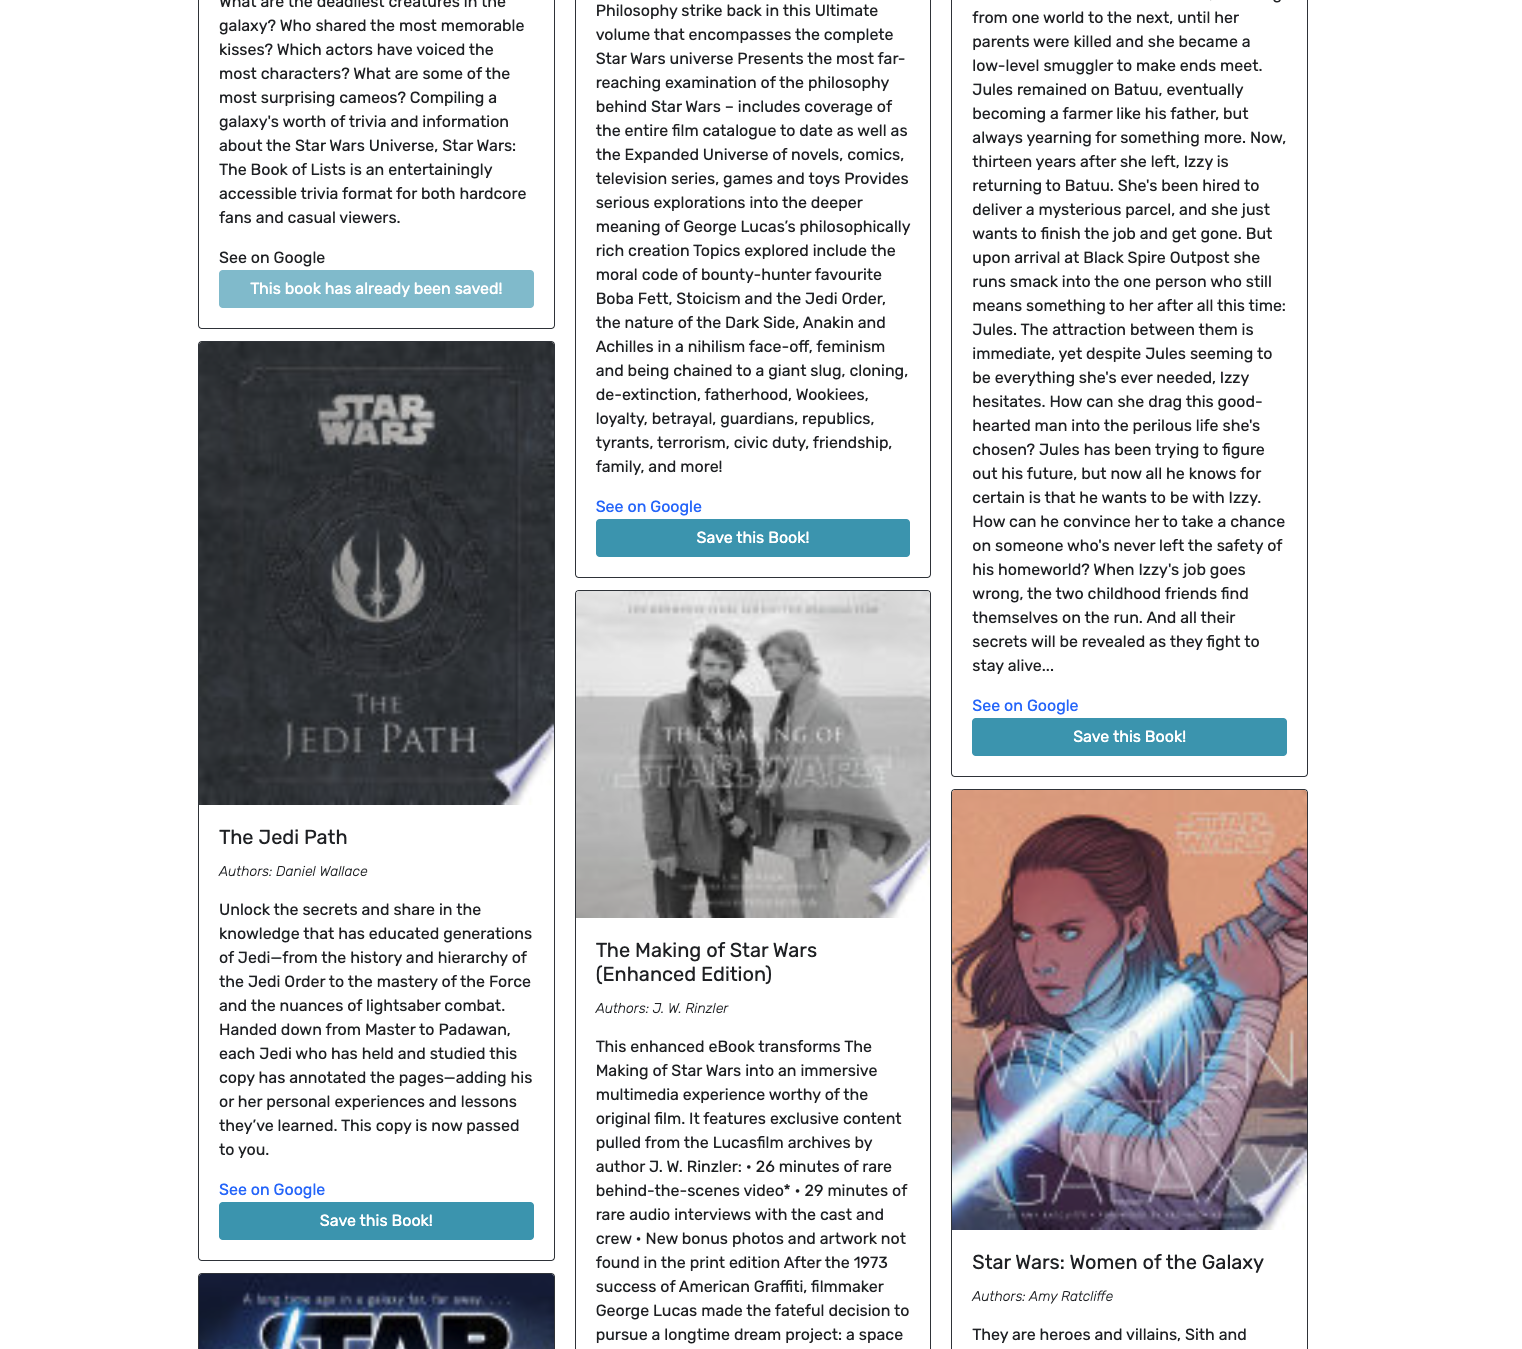 What are the deadliest creatures in the
galaxy? Who shared the most memorable
kisses? Which actors have voiced the
most characters? What are some of the
most surprising cameos? Compiling a
galaxy's worth of trivia and information
about the Star Wars Universe, Star Wars:
The Book of Lists is an entertainingly
accessible trivia format for both hardcore
fans and casual viewers.
See on Google
This book has already been saved!
STAR
WARS
THE
JEDI PATH
The Jedi Path
Authors: Daniel Wallace
Unlock the secrets and share in the
knowledge that has educated generations
of Jedi—from the history and hierarchy of
the Jedi Order to the mastery of the Force
and the nuances of lightsaber combat.
Handed down from Master to Padawan,
each Jedi who has held and studied this
copy has annotated the pages—adding his
or her personal experiences and lessons
they’ve learned. This copy is now passed
to you.
See on Google
Save this Book!
A long time ago in a galaxy far, far away. . . .
STAR
Philosophy strike back in this Ultimate
volume that encompasses the complete
Star Wars universe Presents the most far-
reaching examination of the philosophy
behind Star Wars – includes coverage of
the entire film catalogue to date as well as
the Expanded Universe of novels, comics,
television series, games and toys Provides
serious explorations into the deeper
meaning of George Lucas’s philosophically
rich creation Topics explored include the
moral code of bounty-hunter favourite
Boba Fett, Stoicism and the Jedi Order,
the nature of the Dark Side, Anakin and
Achilles in a nihilism face-off, feminism
and being chained to a giant slug, cloning,
de-extinction, fatherhood, Wookiees,
loyalty, betrayal, guardians, republics,
tyrants, terrorism, civic duty, friendship,
family, and more!
See on Google
Save this Book!
THE MAKING OF
STAR WARS
The Making of Star Wars
(Enhanced Edition)
Authors: J. W. Rinzler
This enhanced eBook transforms The
Making of Star Wars into an immersive
multimedia experience worthy of the
original film. It features exclusive content
pulled from the Lucasfilm archives by
author J. W. Rinzler: • 26 minutes of rare
behind-the-scenes video* • 29 minutes of
rare audio interviews with the cast and
crew • New bonus photos and artwork not
found in the print edition After the 1973
success of American Graffiti, filmmaker
George Lucas made the fateful decision to
pursue a longtime dream project: a space
from one world to the next, until her
parents were killed and she became a
low-level smuggler to make ends meet.
Jules remained on Batuu, eventually
becoming a farmer like his father, but
always yearning for something more. Now,
thirteen years after she left, Izzy is
returning to Batuu. She's been hired to
deliver a mysterious parcel, and she just
wants to finish the job and get gone. But
upon arrival at Black Spire Outpost she
runs smack into the one person who still
means something to her after all this time:
Jules. The attraction between them is
immediate, yet despite Jules seeming to
be everything she's ever needed, Izzy
hesitates. How can she drag this good-
hearted man into the perilous life she's
chosen? Jules has been trying to figure
out his future, but now all he knows for
certain is that he wants to be with Izzy.
How can he convince her to take a chance
on someone who's never left the safety of
his homeworld? When Izzy's job goes
wrong, the two childhood friends find
themselves on the run. And all their
secrets will be revealed as they fight to
stay alive...
See on Google
Save this Book!
STAR
WARS
WOMEN
OF THE
GALAXY
Star Wars: Women of the Galaxy
Authors: Amy Ratcliffe
They are heroes and villains, Sith and